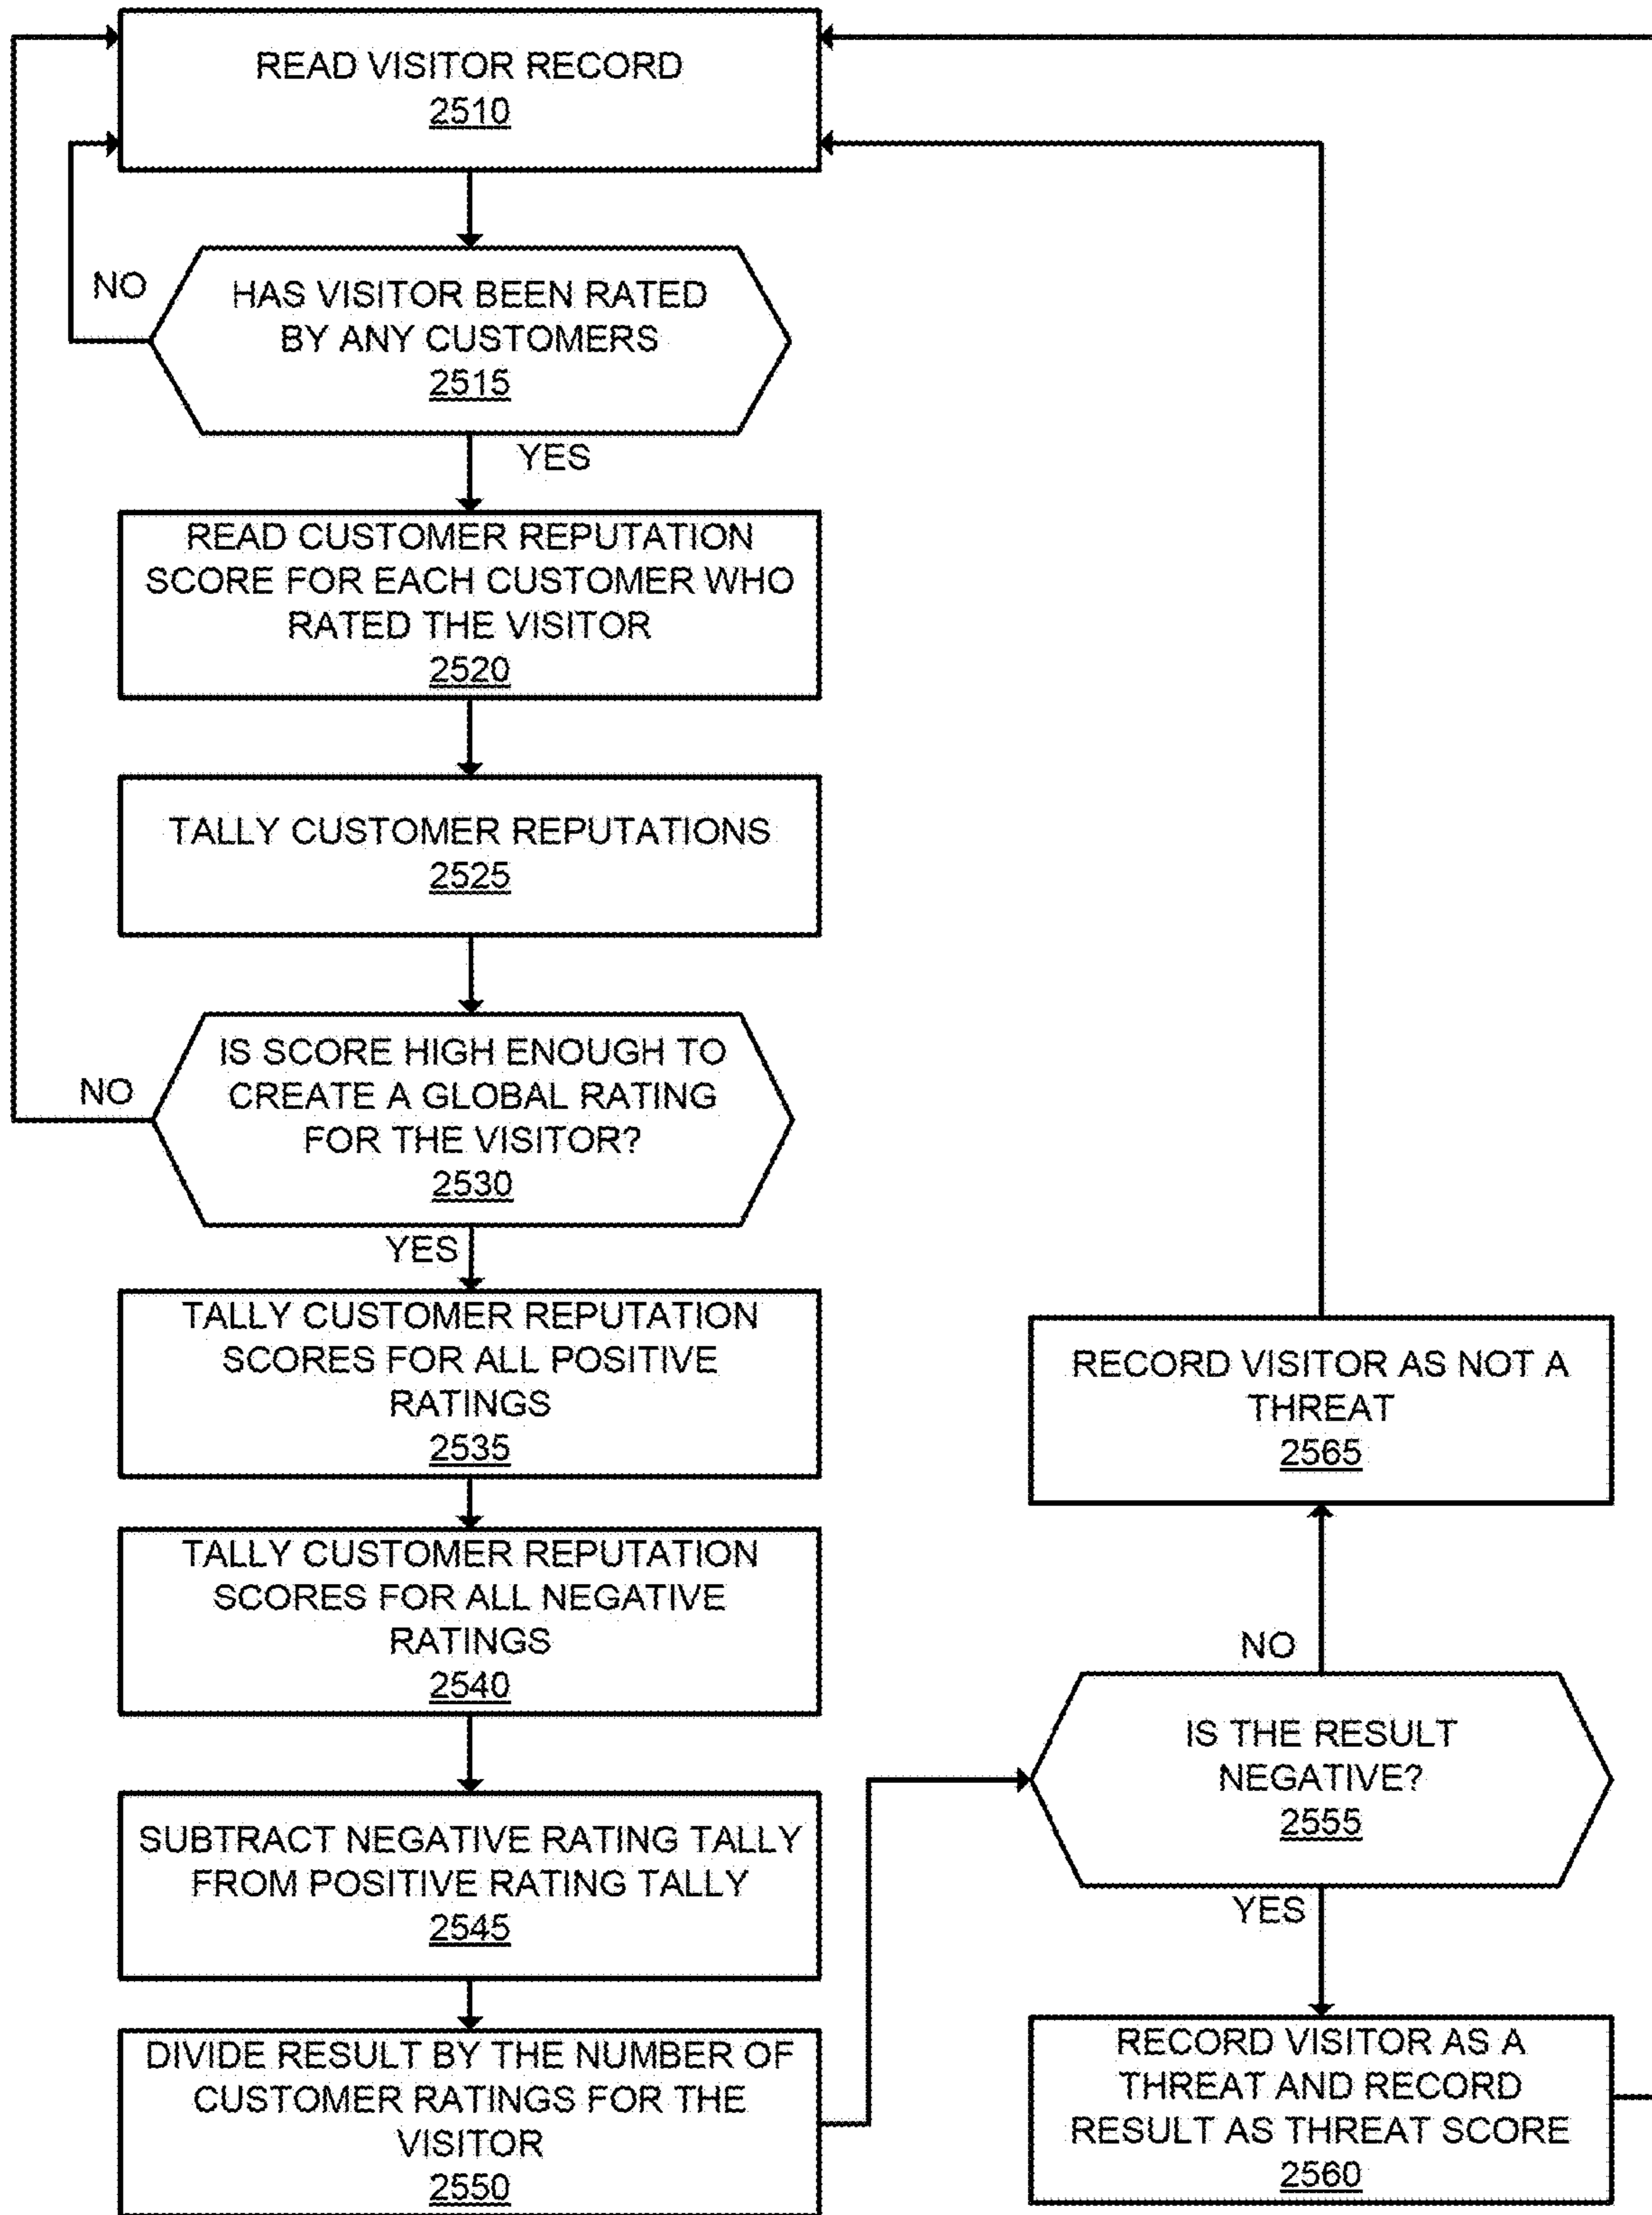 READ VISITOR RECORD
2510
NO
HAS VISITOR BEEN RATED
BY ANY CUSTOMERS
2515
YES
READ CUSTOMER REPUTATION
SCORE FOR EACH CUSTOMER WHO
RATED THE VISITOR
2520
TALLY CUSTOMER REPUTATIONS
2525
NO
IS SCORE HIGH ENOUGH TO
CREATE A GLOBAL RATING
FOR THE VISITOR?
2530
YES
TALLY CUSTOMER REPUTATION
SCORES FOR ALL POSITIVE
RATINGS
2535
TALLY CUSTOMER REPUTATION
SCORES FOR ALL NEGATIVE
RATINGS
2540
SUBTRACT NEGATIVE RATING TALLY
FROM POSITIVE RATING TALLY
2545
DIVIDE RESULT BY THE NUMBER OF
CUSTOMER RATINGS FOR THE
VISITOR
2550
RECORD VISITOR AS NOT A
THREAT
2565
NO
IS THE RESULT
NEGATIVE?
2555
YES
RECORD VISITOR AS A
THREAT AND RECORD
RESULT AS THREAT SCORE
2560